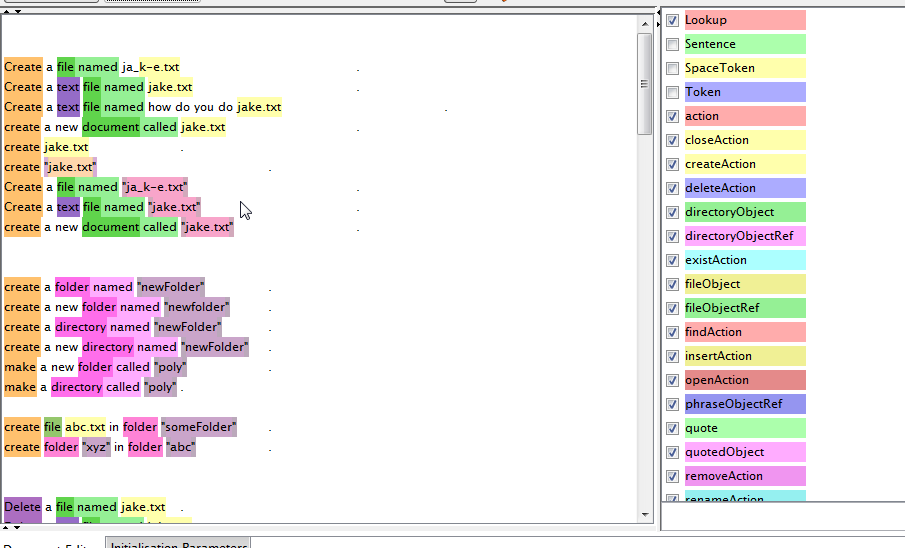 Create a file named ja_k-e.txt .
Create a text file named jake.txt .
Create a text file named how do you do jake.txt .
create a new document called jake.txt .
create jake.txt .
create "jake.txt" .
Create a file named "ja_k-e.txt" .
Create a text file named "jake.txt" .
create a new document called "jake.txt" .
create a folder named "newFolder" .
create a new folder named "newfolder" .
create a directory named "newFolder" .
create a new directory named "newFolder" .
make a new folder called "poly" .
make a directory called "poly" .
create file abc.txt in folder "someFolder" .
create folder "xyz" in folder "abc" .
Delete a file named jake.txt .
Lookup
Sentence
SpaceToken
Token
action
closeAction
createAction
deleteAction
directoryObject
directoryObjectRef
existAction
fileObject
fileObjectRef
findAction
insertAction
openAction
phraseObjectRef
quote
quotedObject
removeAction
renameAction
Initialisation Parameters